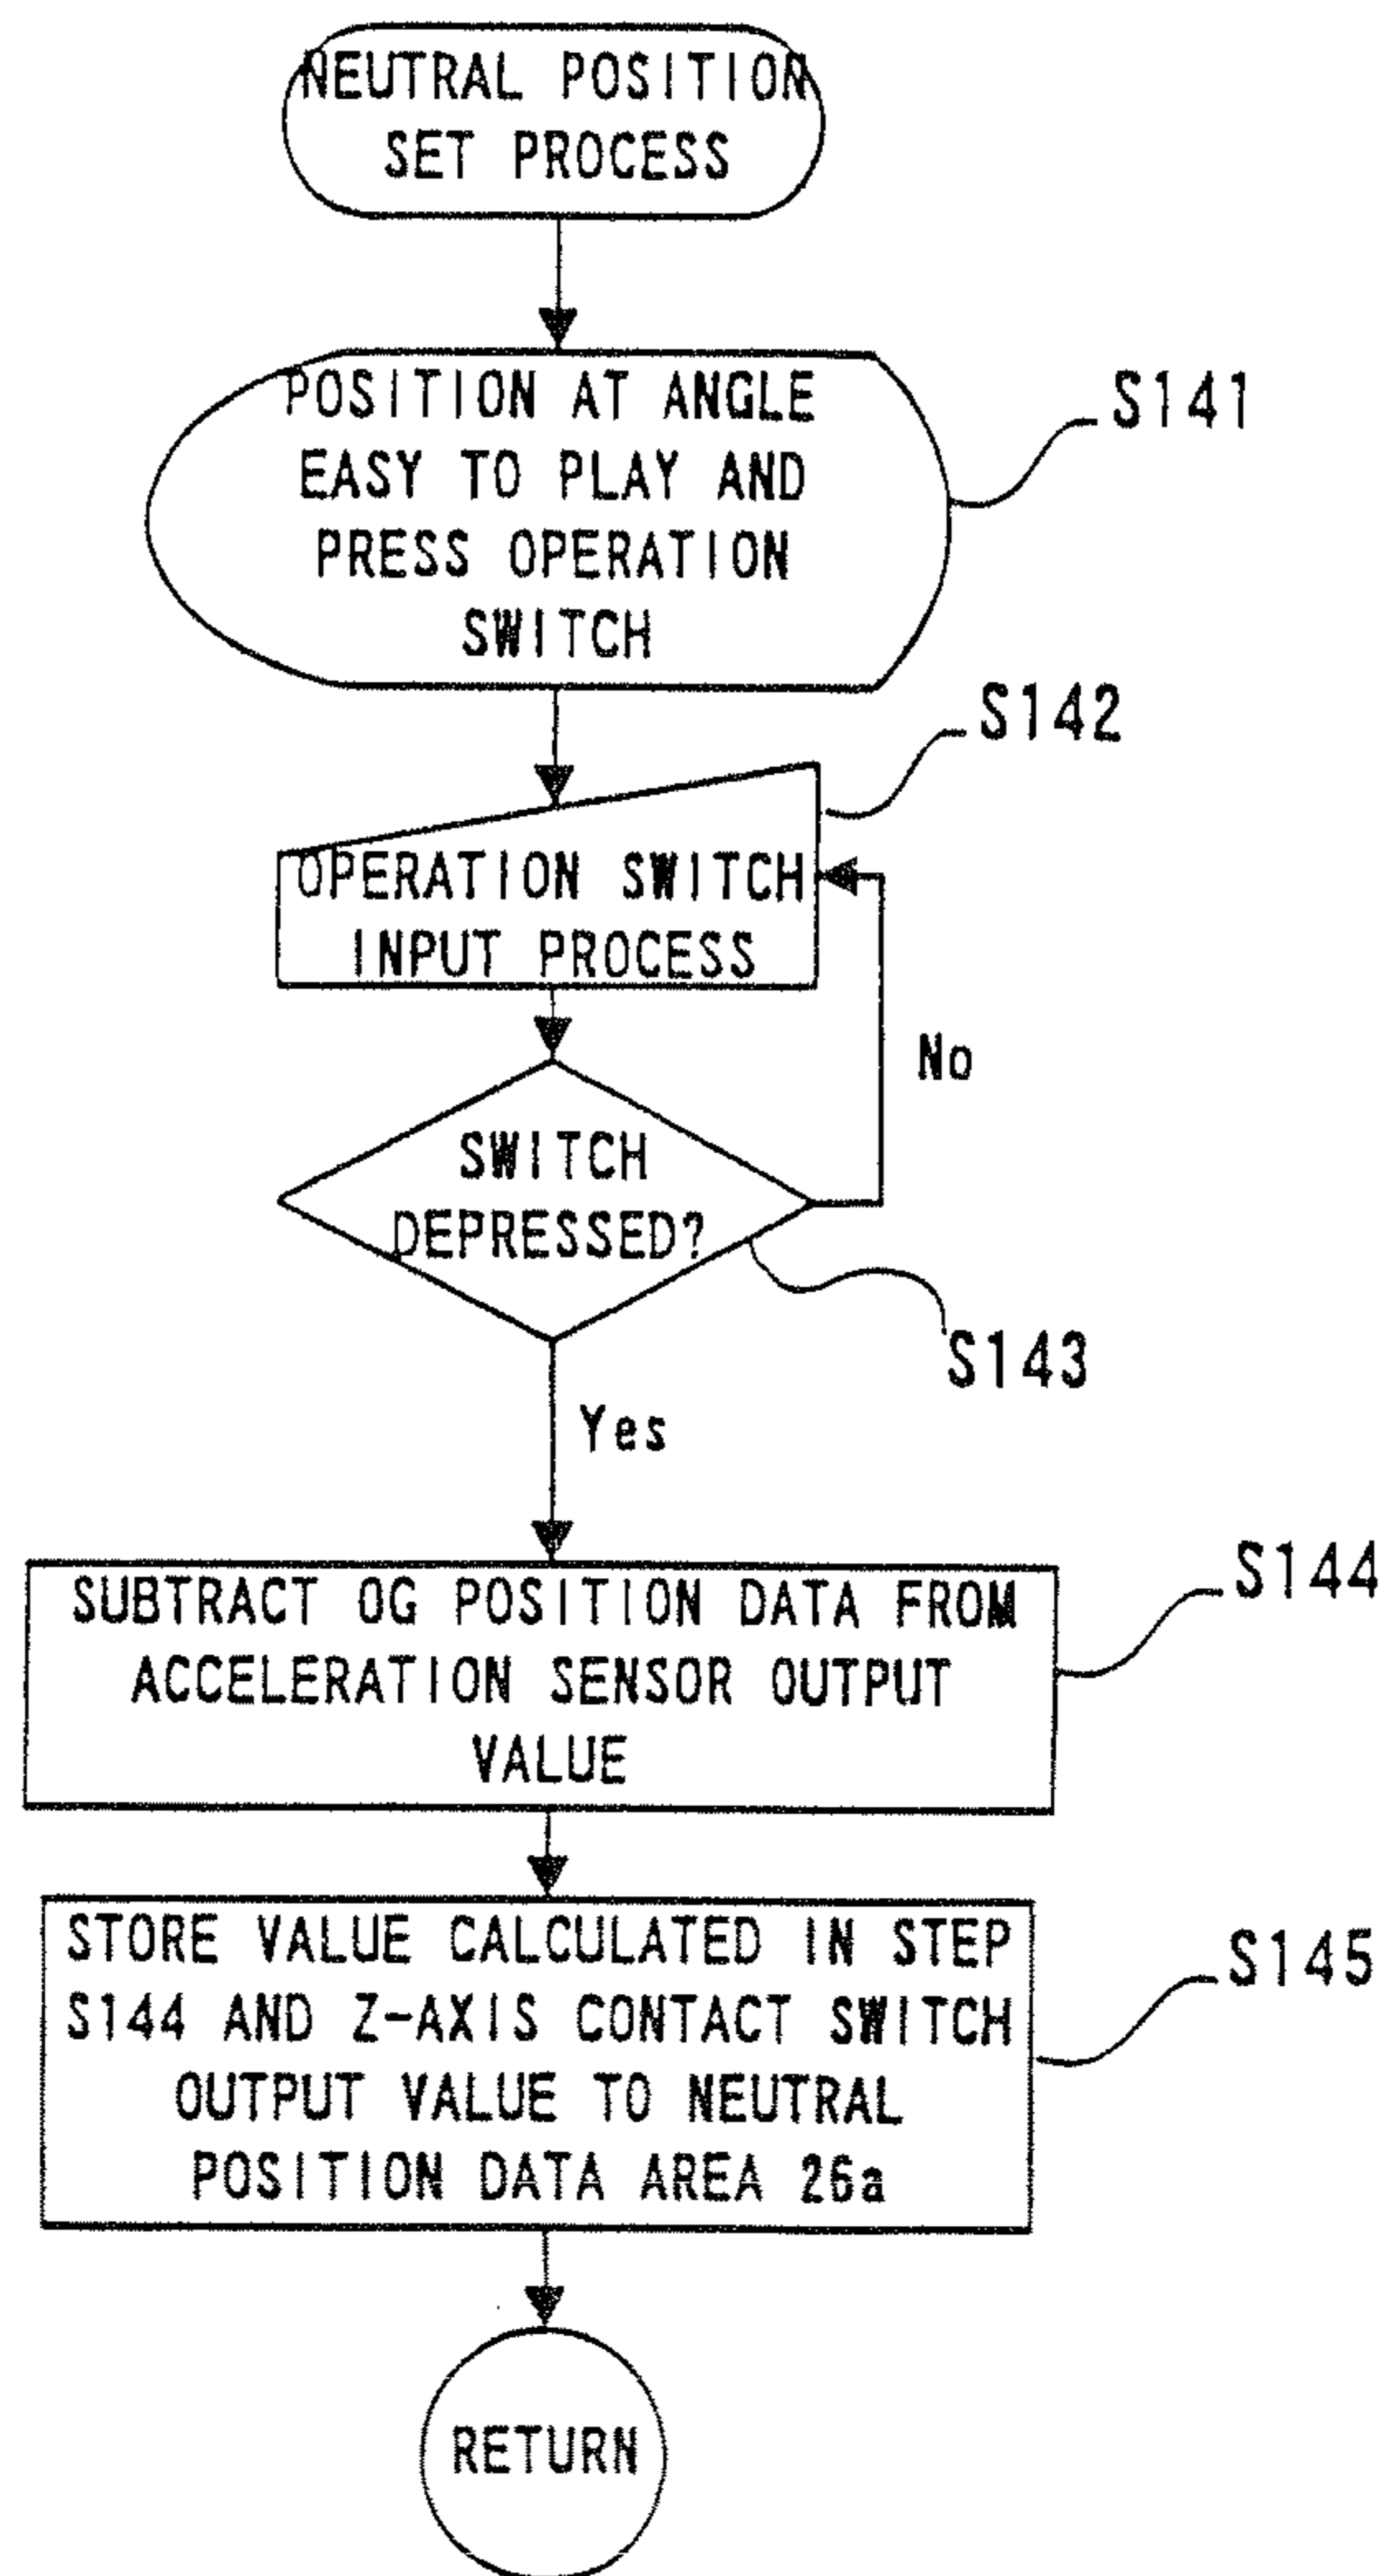 NEUTRAL POSITION
SET PROCESS
POSITION AT ANGLE
EASY TO PLAY AND
PRESS OPERATION
SWITCH
S141
S142
OPERATION SWITCH
INPUT PROCESS
No
SWITCH
DEPRESSED?
S143
Yes
SUBTRACT 0G POSITION DATA FROM
ACCELERATION SENSOR OUTPUT
VALUE
S144
STORE VALUE CALCULATED IN STEP
S144 AND Z-AXIS CONTACT SWITCH
OUTPUT VALUE TO NEUTRAL
POSITION DATA AREA 26a
S145
RETURN